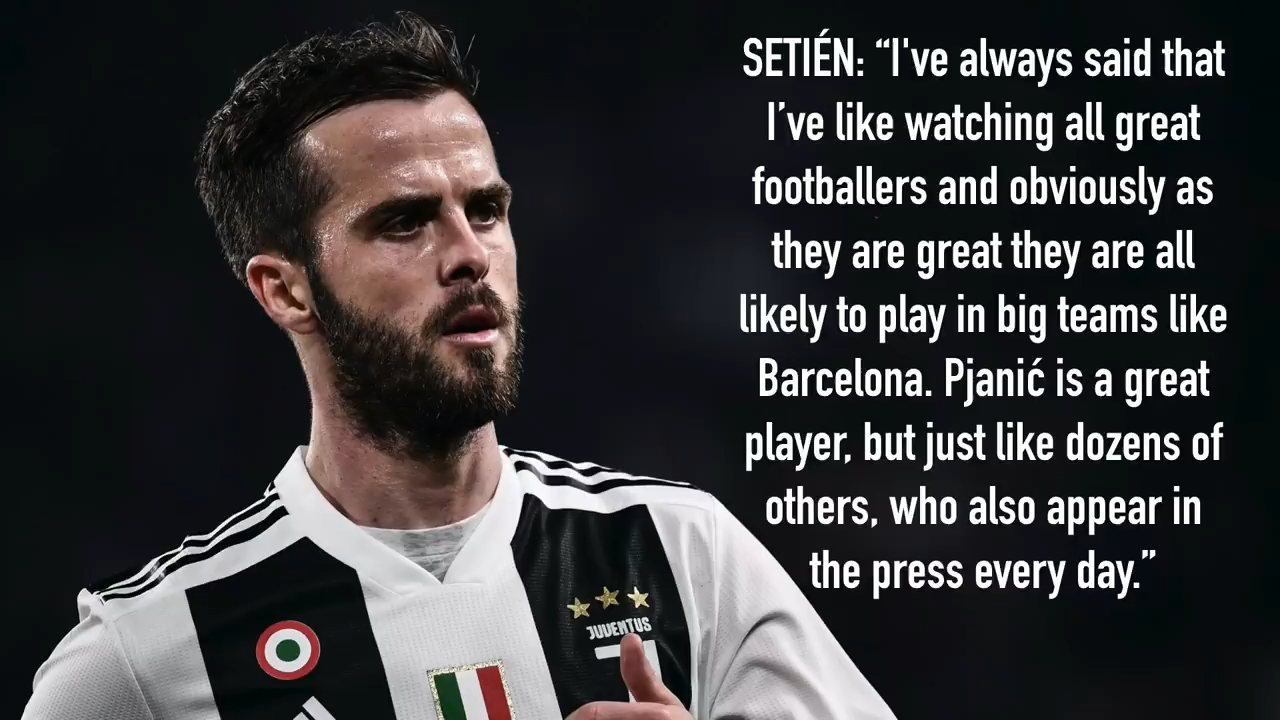 SETIÉN: “I've always said that
I’ve like watching all great
footballers and obviously as
they are great they are all
likely to play in big teams like
Barcelona. Pjanić is a great
player, but just like dozens of
others, who also appear in
the press every day.”
JUVENTUS